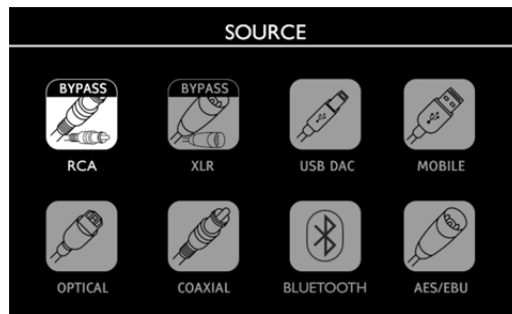 SOURCE
BYPASS BYPASS
RCA XLR USB DAC MOBILE
OPTICAL COAXIAL BLUETOOTH AES/EBU